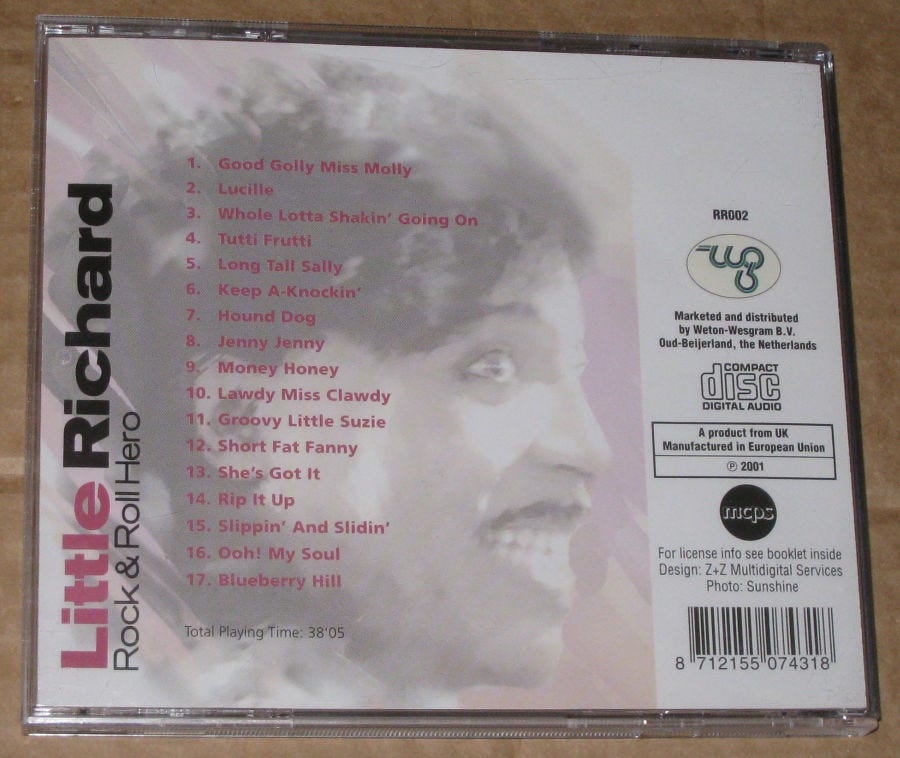 Little Richard
Rock & Roll Hero
1. Good Golly Miss Molly
2. Lucille
3. Whole Lotta Shakin' Going On
4. Tutti Frutti
5. Long Tall Sally
6. Keep A-Knockin'
7. Hound Dog
8. Jenny Jenny
9. Money Honey
10. Lawdy Miss Clawdy
11. Groovy Little Suzie
12. Short Fat Fanny
13. She's Got It
14. Rip It Up
15. Slippin' And Slidin'
16. Ooh! My Soul
17. Blueberry Hill
Total Playing Time: 38'05
RR002
Marketed and distributed
by Weton-Wesgram B.V.
Oud-Beijerland, the Netherlands
COMPACT
disc
DIGITAL AUDIO
A product from UK
Manufactured in European Union
℗ 2001
mcps
For license info see booklet inside
Design: Z+Z Multidigital Services
Photo: Sunshine
8 712155 074318